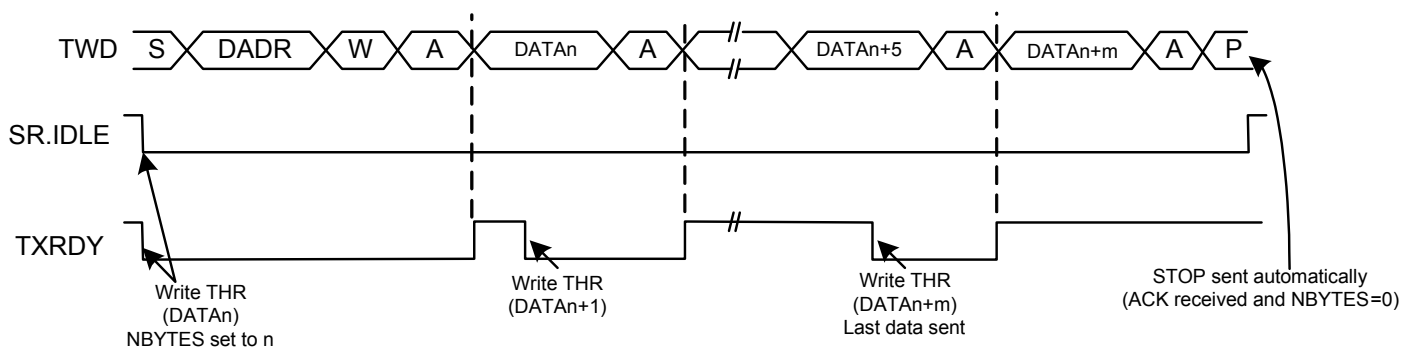 TWD S DADR W A DATAn A DATAn+5 A DATAn+m A P
SR.IDLE
TXRDY
Write THR
(DATAn)
NBYTES set to n
Write THR
(DATAn+1)
Write THR
(DATAn+m)
Last data sent
STOP sent automatically
(ACK received and NBYTES=0)